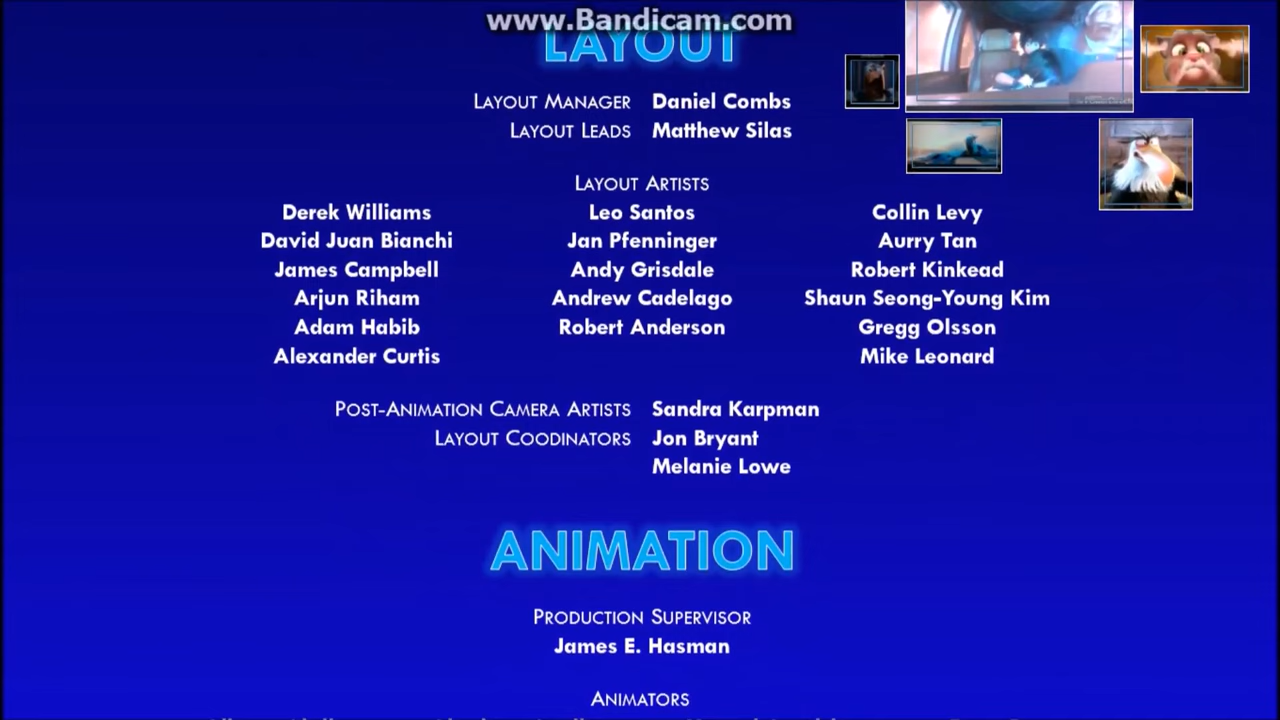 www.Bandicam.com
LAYOUT
LAYOUT MANAGER Daniel Combs
LAYOUT LEADS Matthew Silas
LAYOUT ARTISTS
Derek Williams Leo Santos Collin Levy
David Juan Bianchi Jan Pfenninger Aurry Tan
James Campbell Andy Grisdale Robert Kinkead
Arjun Riham Andrew Cadelago Shaun Seong-Young Kim
Adam Habib Robert Anderson Gregg Olsson
Alexander Curtis Mike Leonard
POST-ANIMATION CAMERA ARTISTS Sandra Karpman
LAYOUT COODINATORS Jon Bryant
Melanie Lowe
ANIMATION
PRODUCTION SUPERVISOR
James E. Hasman
ANIMATORS